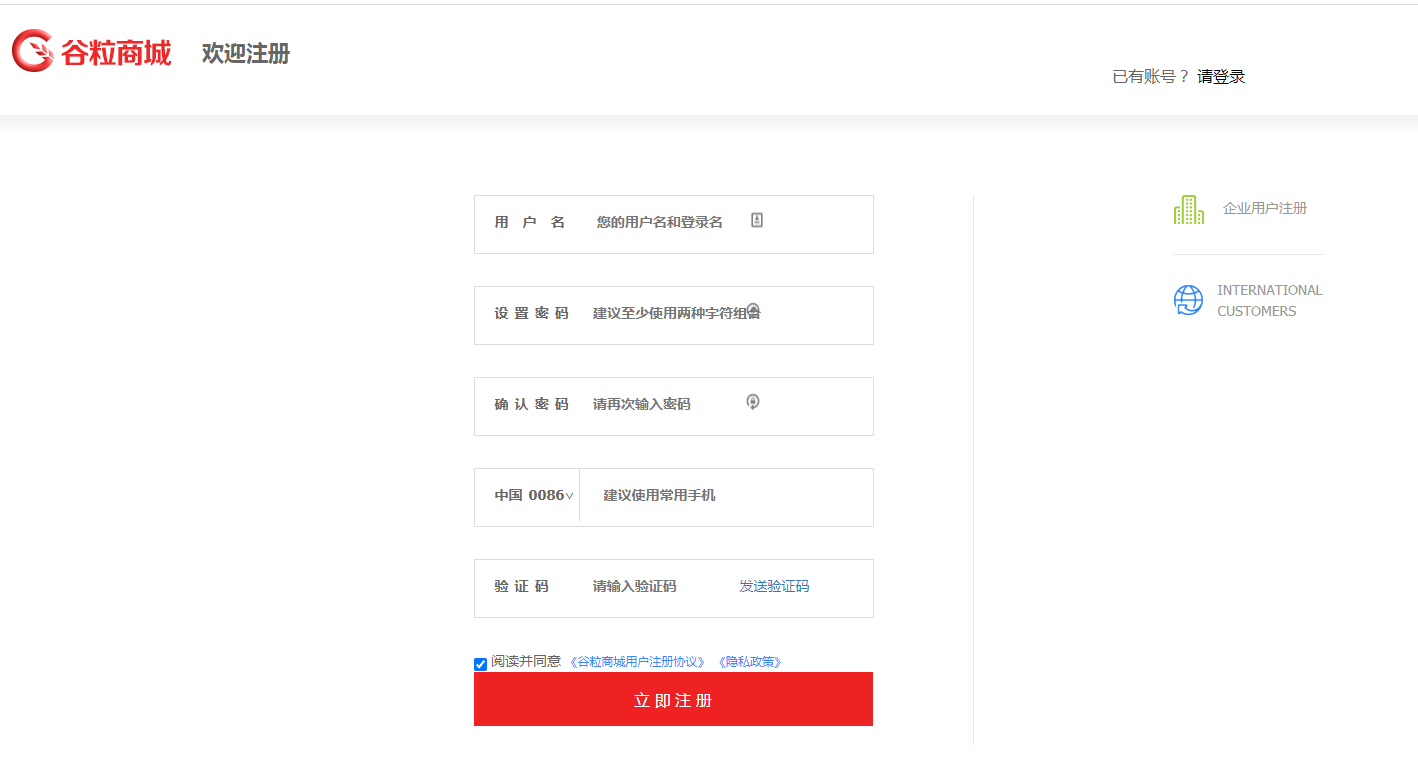 谷粒商城 欢迎注册
已有账号？ 请登录
用 户 名 您的用户名和登录名
设 置 密 码 建议至少使用两种字符组合
确 认 密 码 请再次输入密码
中国 0086 建议使用常用手机
验 证 码 请输入验证码 发送验证码
阅读并同意 《谷粒商城用户注册协议》 《隐私政策》
立 即 注 册
企业用户注册
INTERNATIONAL
CUSTOMERS